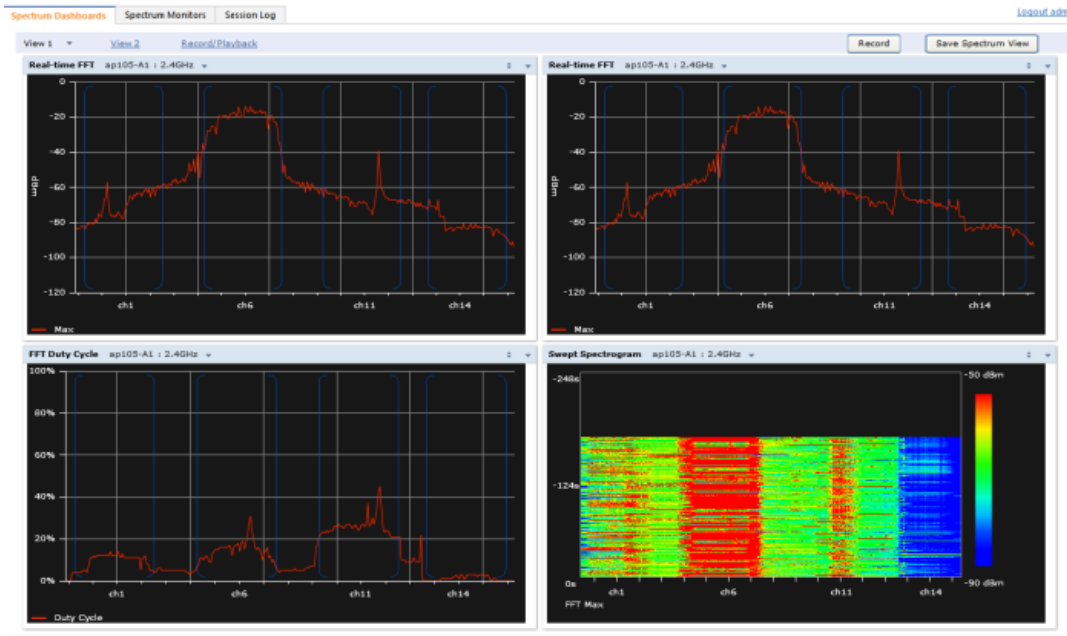 Spectrum Dashboards Spectrum Monitors Session Log Logout adm
View 1 View 2 Record/Playback Record Save Spectrum View
Real-time FFT ap105-A1 : 2.4GHz
0
-20
-40
-60
-80
-100
-120
dBm
ch1 ch6 ch11 ch14
Max
Real-time FFT ap105-A1 : 2.4GHz
0
-20
-40
-60
-80
-100
-120
dBm
ch1 ch6 ch11 ch14
Max
FFT Duty Cycle ap105-A1 : 2.4GHz
100%
80%
60%
40%
20%
0%
ch1 ch6 ch11 ch14
Duty Cycle
Swept Spectrogram ap105-A1 : 2.4GHz
-248s
-124s
0s
ch1 ch6 ch11 ch14
FFT Max
-50 dBm
-90 dBm